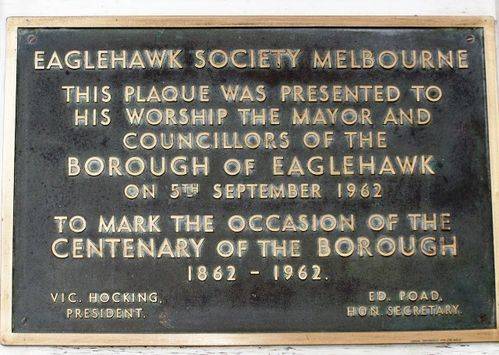 EAGLEHAWK SOCIETY MELBOURNE
THIS PLAQUE WAS PRESENTED TO
HIS WORSHIP THE MAYOR AND
COUNCILLORS OF THE
BOROUGH OF EAGLEHAWK
ON 5TH SEPTEMBER 1962
TO MARK THE OCCASION OF THE
CENTENARY OF THE BOROUGH
1862 - 1962.
VIC. HOCKING, ED. POAD,
PRESIDENT. HON. SECRETARY.